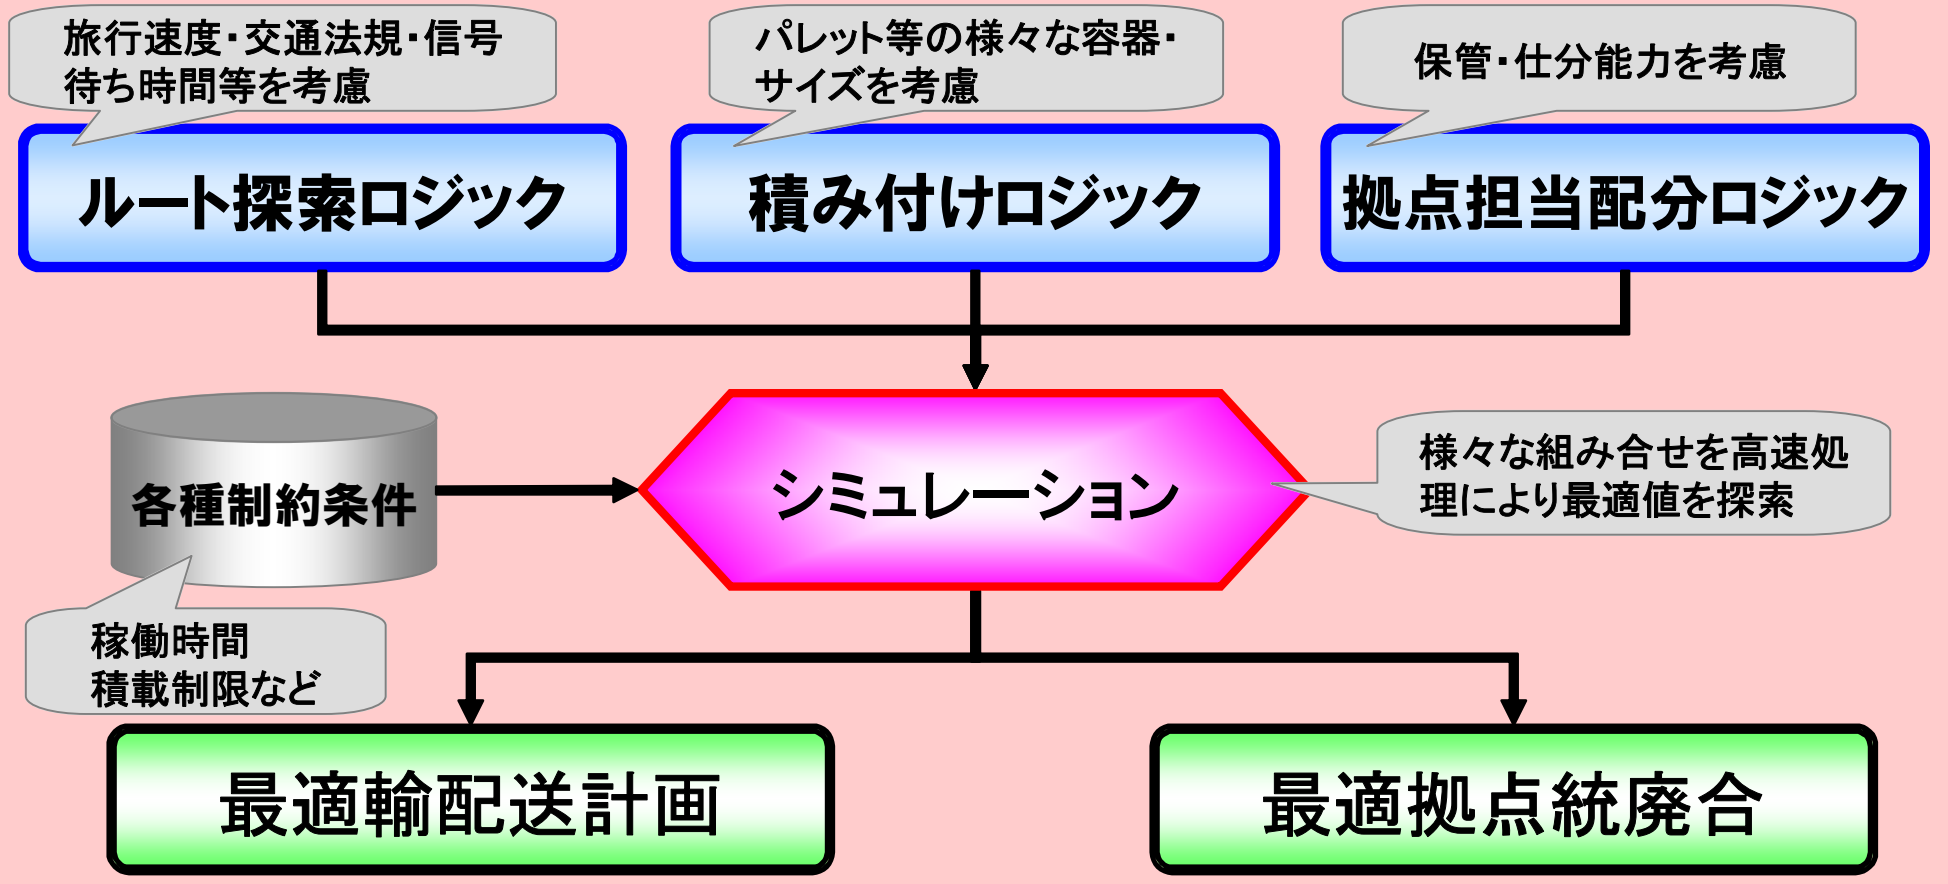 旅行速度・交通法規・信号
待ち時間等を考慮
パレット等の様々な容器・
サイズを考慮
保管・仕分能力を考慮
ルート探索ロジック
積み付けロジック
拠点担当配分ロジック
各種制約条件
シミュレーション
様々な組み合せを高速処
理により最適値を探索
稼働時間
積載制限など
最適輸配送計画
最適拠点統廃合